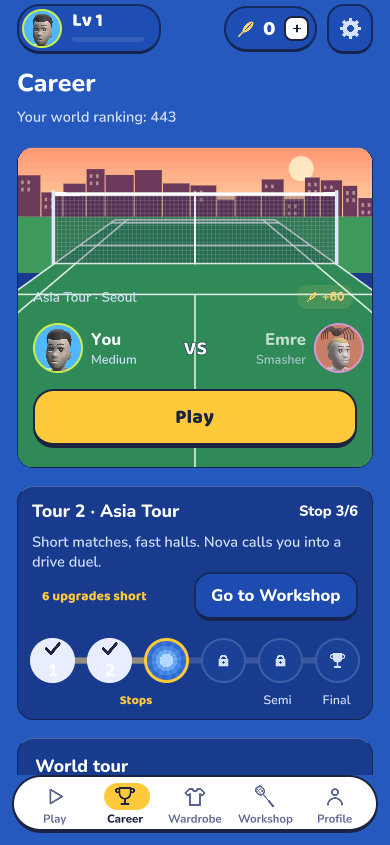 Lv 1
0
+
Career
Your world ranking: 443
Asia Tour · Seoul
+60
You
Medium
VS
Emre
Smasher
Play
Tour 2 · Asia Tour
Stop 3/6
Short matches, fast halls. Nova calls you into a
drive duel.
6 upgrades short
Go to Workshop
1
2
Stops
Semi
Final
World tour
Play
Career
Wardrobe
Workshop
Profile